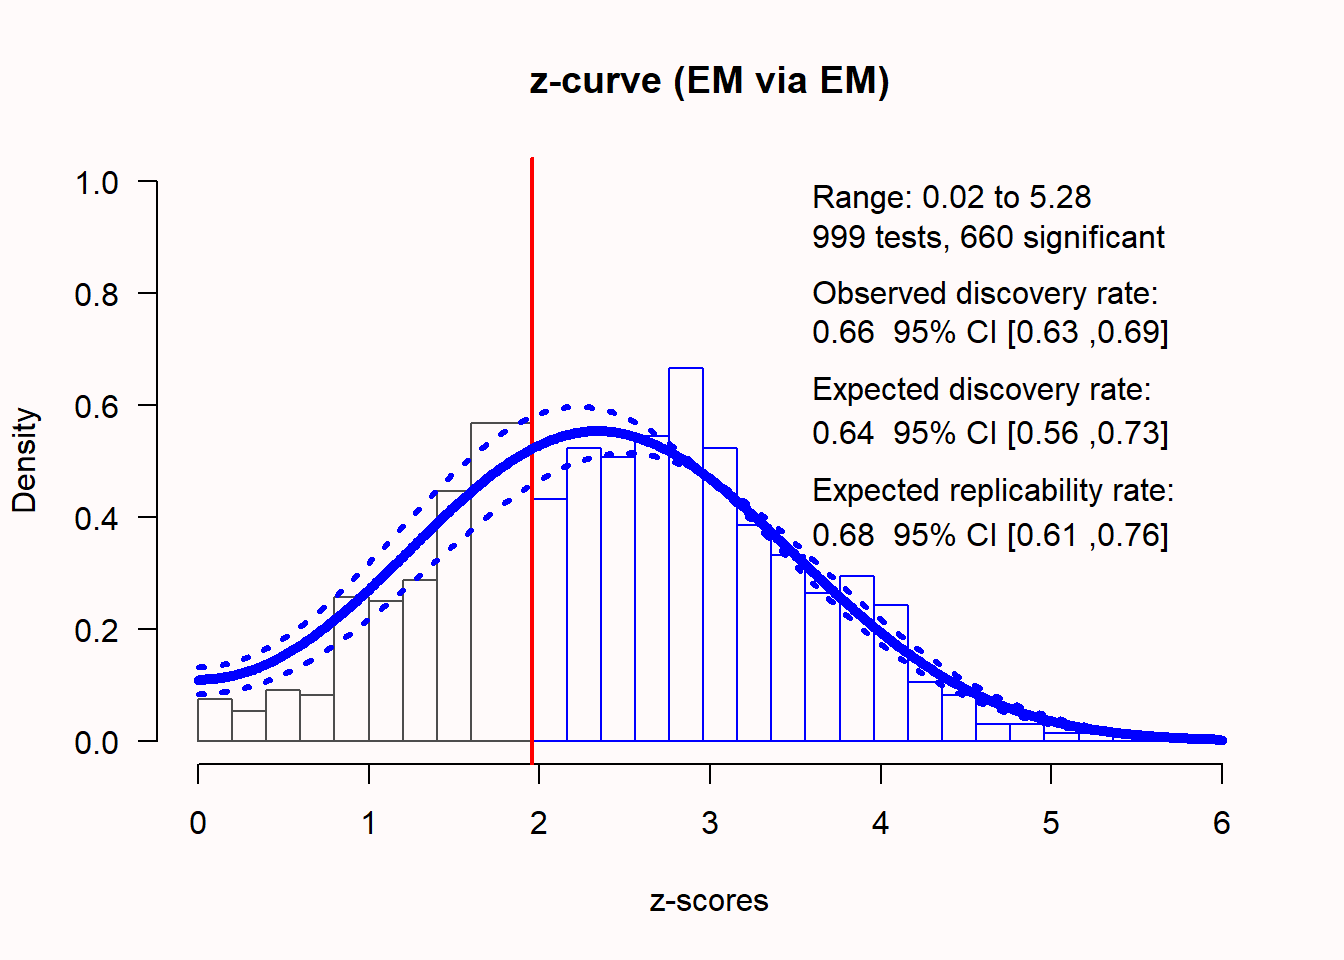 z-curve (EM via EM)
Range: 0.02 to 5.28
999 tests, 660 significant
Observed discovery rate:
0.66  95% CI [0.63 ,0.69]
Expected discovery rate:
0.64  95% CI [0.56 ,0.73]
Expected replicability rate:
0.68  95% CI [0.61 ,0.76]
Density
1.0
0.8
0.6
0.4
0.2
0.0
0 1 2 3 4 5 6
z-scores